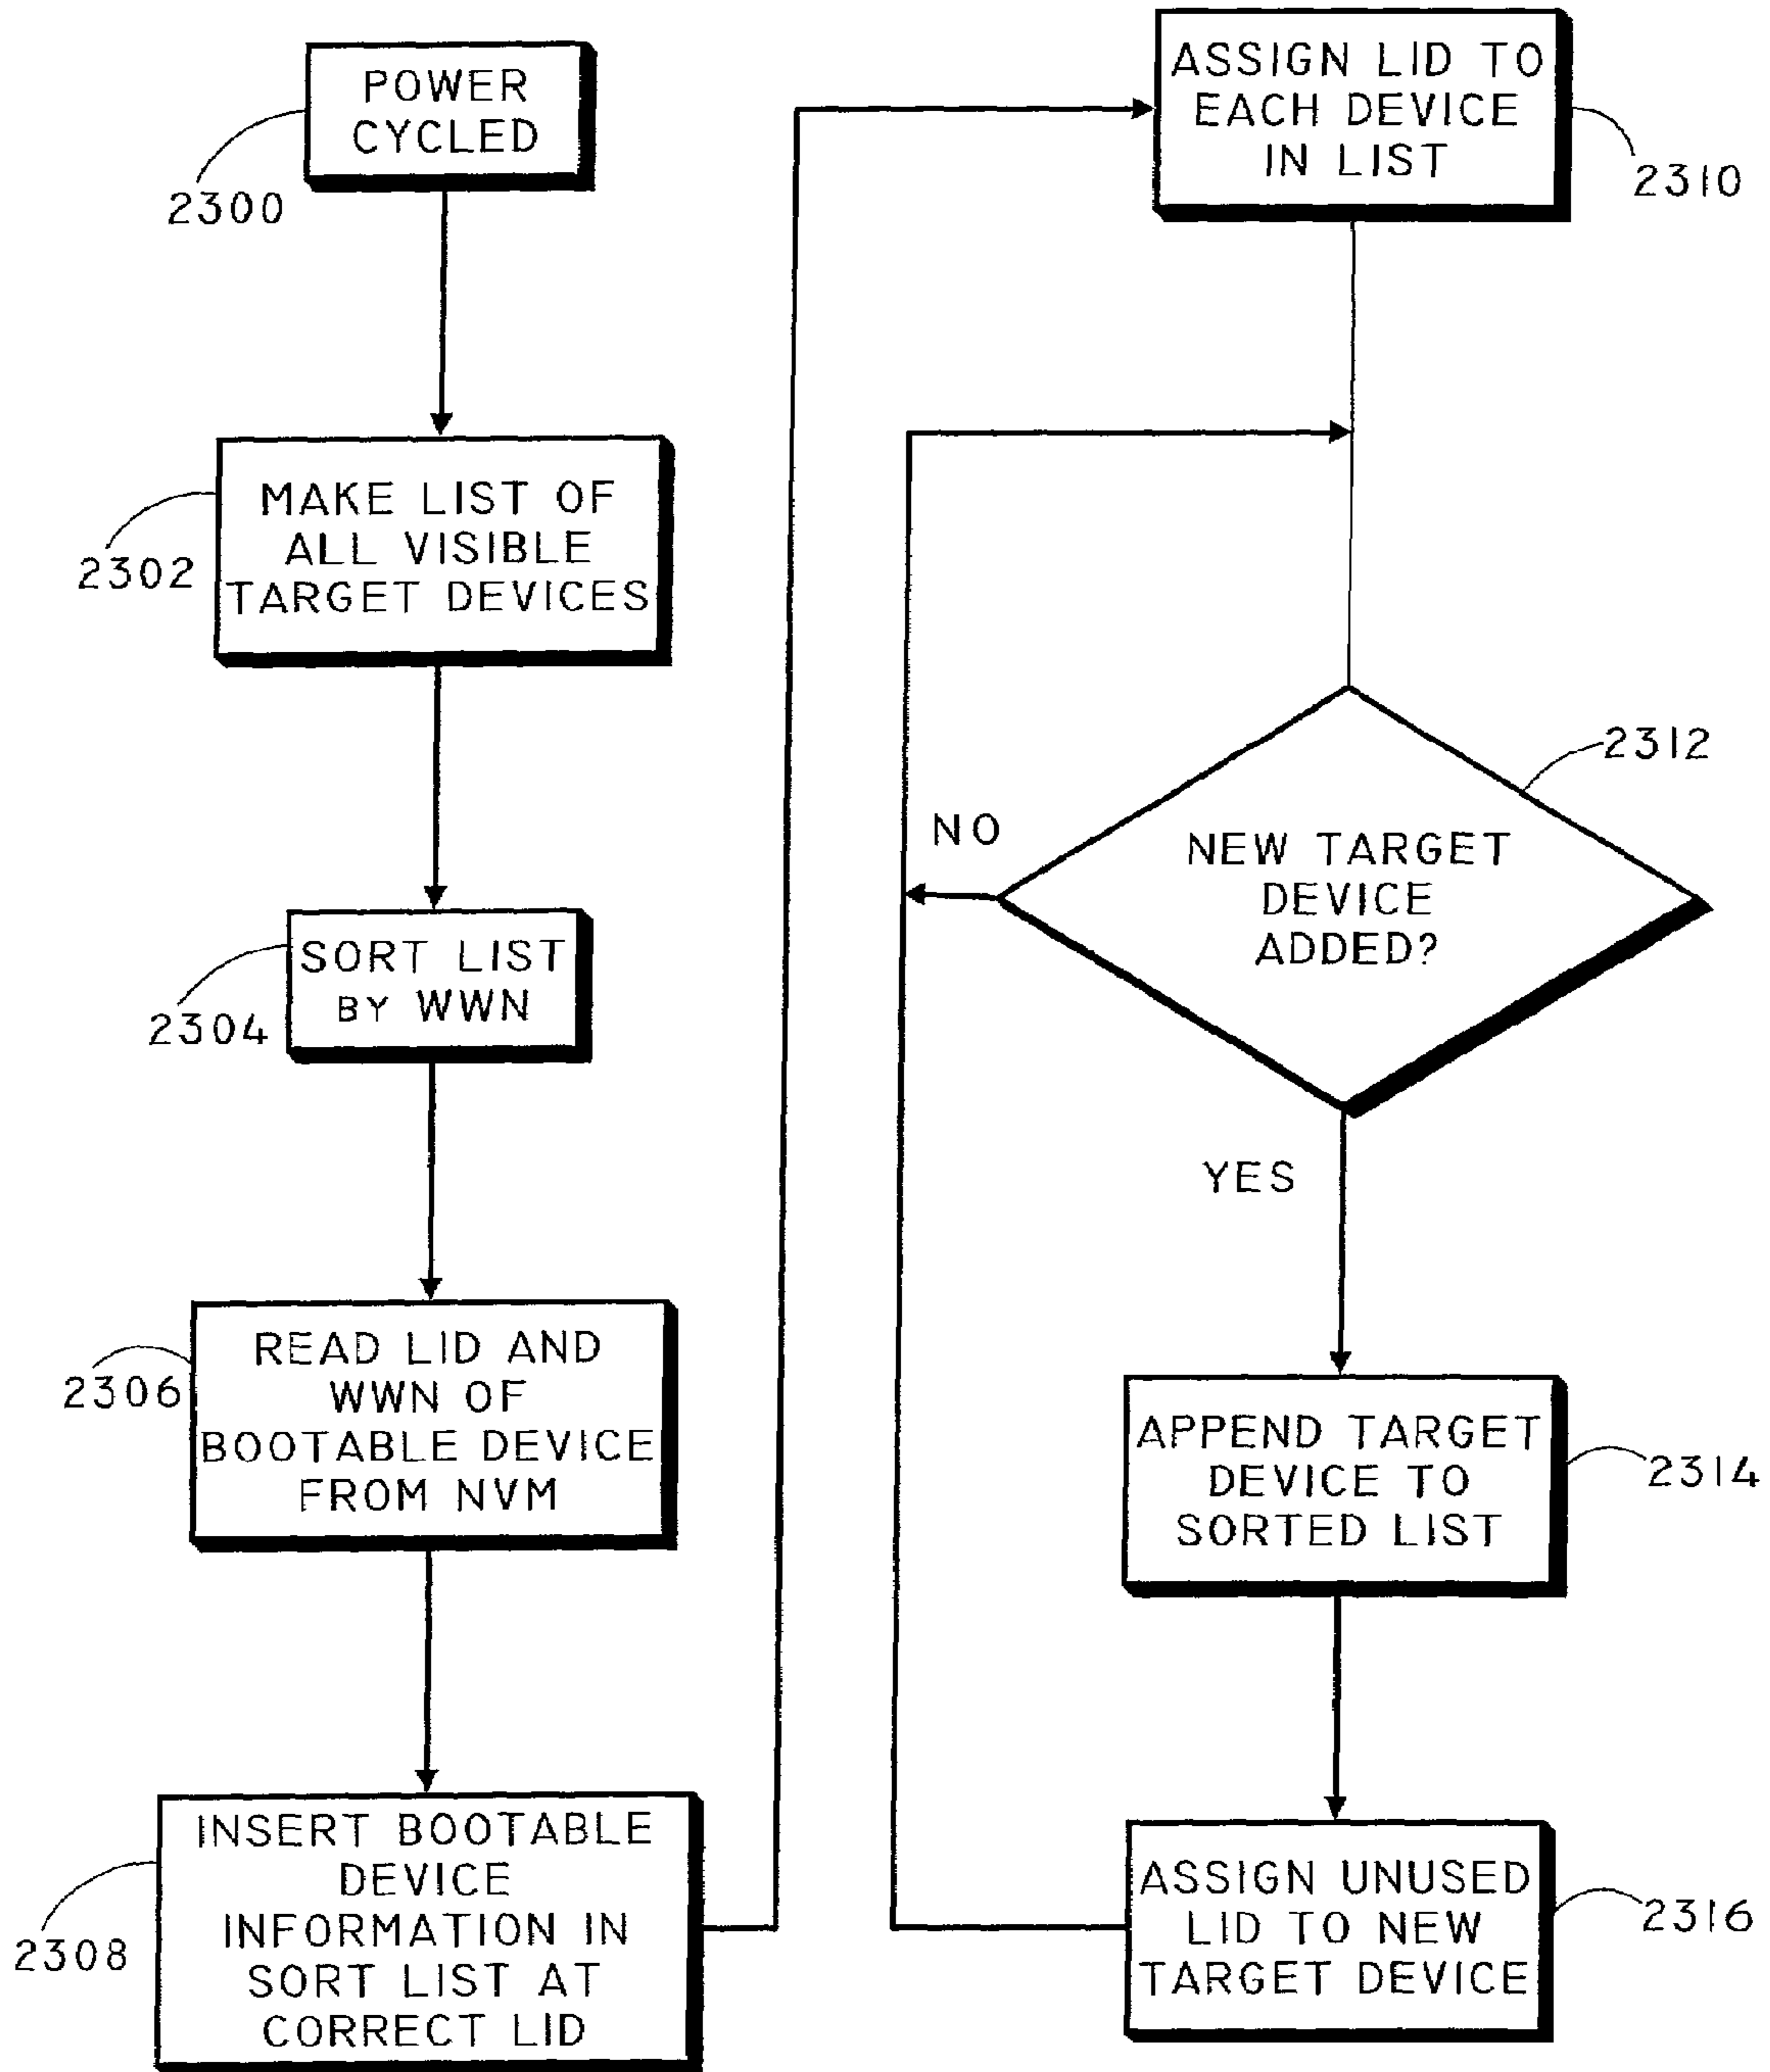 POWER
CYCLED
2300
MAKE LIST OF
ALL VISIBLE
TARGET DEVICES
2302
SORT LIST
BY WWN
2304
READ LID AND
WWN OF
BOOTABLE DEVICE
FROM NVM
2306
INSERT BOOTABLE
DEVICE
INFORMATION IN
SORT LIST AT
CORRECT LID
2308
ASSIGN LID TO
EACH DEVICE
IN LIST
2310
NEW TARGET
DEVICE
ADDED?
2312
NO
YES
APPEND TARGET
DEVICE TO
SORTED LIST
2314
ASSIGN UNUSED
LID TO NEW
TARGET DEVICE
2316